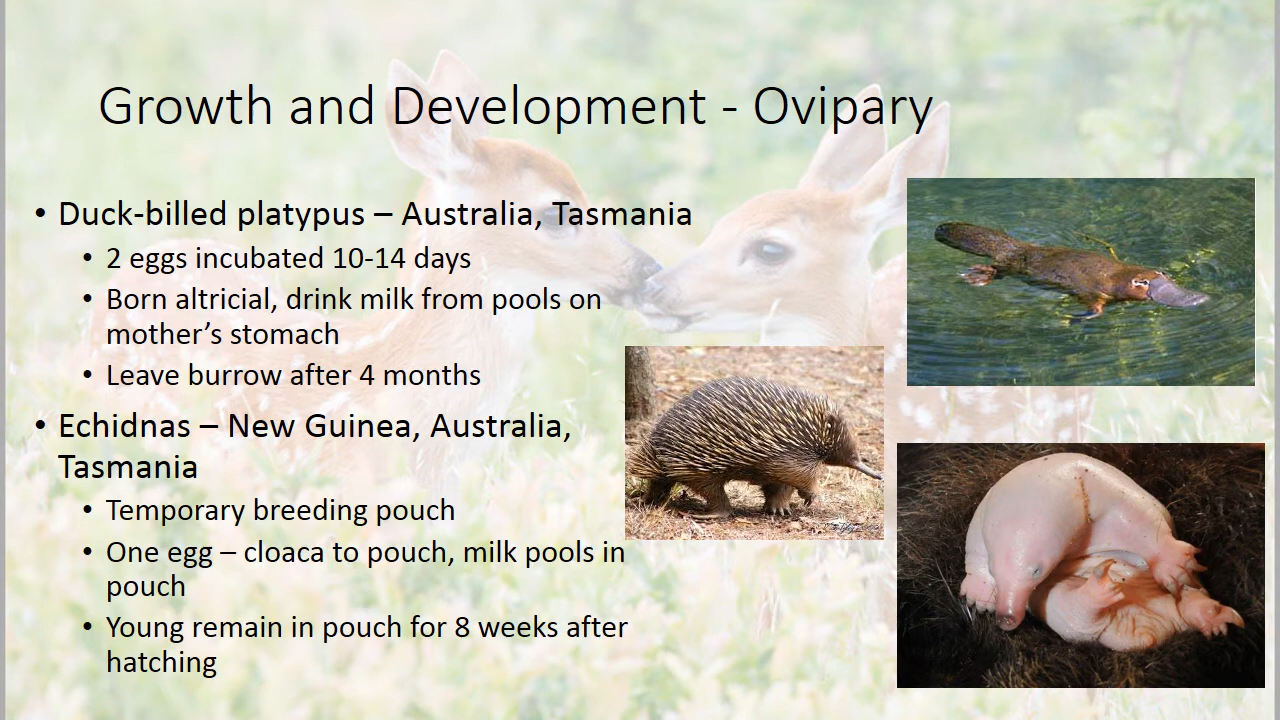 Growth and Development - Ovipary
• Duck-billed platypus – Australia, Tasmania
• 2 eggs incubated 10-14 days
• Born altricial, drink milk from pools on
mother’s stomach
• Leave burrow after 4 months
• Echidnas – New Guinea, Australia,
Tasmania
• Temporary breeding pouch
• One egg – cloaca to pouch, milk pools in
pouch
• Young remain in pouch for 8 weeks after
hatching